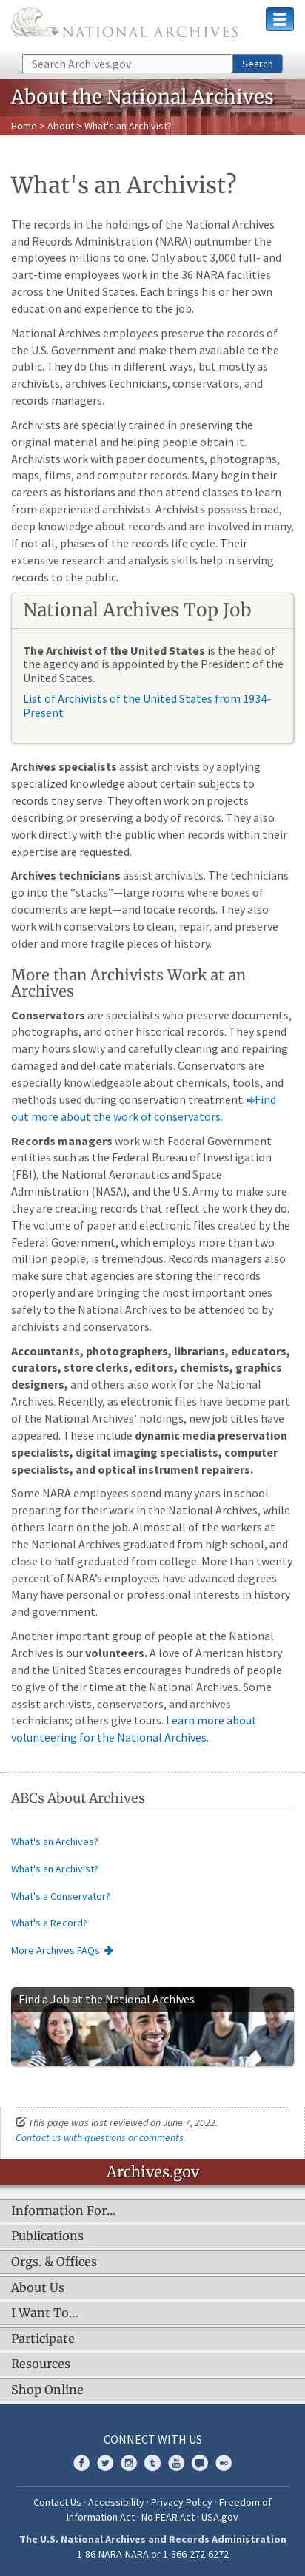 NATIONAL ARCHIVES
Search Archives.gov
Search
About the National Archives
Home > About > What's an Archivist?
What's an Archivist?
The records in the holdings of the National Archives
and Records Administration (NARA) outnumber the
employees millions to one. Only about 3,000 full- and
part-time employees work in the 36 NARA facilities
across the United States. Each brings his or her own
education and experience to the job.
National Archives employees preserve the records of
the U.S. Government and make them available to the
public. They do this in different ways, but mostly as
archivists, archives technicians, conservators, and
records managers.
Archivists are specially trained in preserving the
original material and helping people obtain it.
Archivists work with paper documents, photographs,
maps, films, and computer records. Many begin their
careers as historians and then attend classes to learn
from experienced archivists. Archivists possess broad,
deep knowledge about records and are involved in many,
if not all, phases of the records life cycle. Their
extensive research and analysis skills help in serving
records to the public.
National Archives Top Job
The Archivist of the United States is the head of
the agency and is appointed by the President of the
United States.
List of Archivists of the United States from 1934-
Present
Archives specialists assist archivists by applying
specialized knowledge about certain subjects to
records they serve. They often work on projects
describing or preserving a body of records. They also
work directly with the public when records within their
expertise are requested.
Archives technicians assist archivists. The technicians
go into the “stacks”—large rooms where boxes of
documents are kept—and locate records. They also
work with conservators to clean, repair, and preserve
older and more fragile pieces of history.
More than Archivists Work at an
Archives
Conservators are specialists who preserve documents,
photographs, and other historical records. They spend
many hours slowly and carefully cleaning and repairing
damaged and delicate materials. Conservators are
especially knowledgeable about chemicals, tools, and
methods used during conservation treatment. Find
out more about the work of conservators.
Records managers work with Federal Government
entities such as the Federal Bureau of Investigation
(FBI), the National Aeronautics and Space
Administration (NASA), and the U.S. Army to make sure
they are creating records that reflect the work they do.
The volume of paper and electronic files created by the
Federal Government, which employs more than two
million people, is tremendous. Records managers also
make sure that agencies are storing their records
properly and are bringing the most important ones
safely to the National Archives to be attended to by
archivists and conservators.
Accountants, photographers, librarians, educators,
curators, store clerks, editors, chemists, graphics
designers, and others also work for the National
Archives. Recently, as electronic files have become part
of the National Archives’ holdings, new job titles have
appeared. These include dynamic media preservation
specialists, digital imaging specialists, computer
specialists, and optical instrument repairers.
Some NARA employees spend many years in school
preparing for their work in the National Archives, while
others learn on the job. Almost all of the workers at
the National Archives graduated from high school, and
close to half graduated from college. More than twenty
percent of NARA’s employees have advanced degrees.
Many have personal or professional interests in history
and government.
Another important group of people at the National
Archives is our volunteers. A love of American history
and the United States encourages hundreds of people
to give of their time at the National Archives. Some
assist archivists, conservators, and archives
technicians; others give tours. Learn more about
volunteering for the National Archives.
ABCs About Archives
What's an Archives?
What's an Archivist?
What's a Conservator?
What's a Record?
More Archives FAQs
Find a Job at the National Archives
This page was last reviewed on June 7, 2022.
Contact us with questions or comments.
Archives.gov
Information For…
Publications
Orgs. & Offices
About Us
I Want To…
Participate
Resources
Shop Online
CONNECT WITH US
Contact Us · Accessibility · Privacy Policy · Freedom of
Information Act · No FEAR Act · USA.gov
The U.S. National Archives and Records Administration
1-86-NARA-NARA or 1-866-272-6272